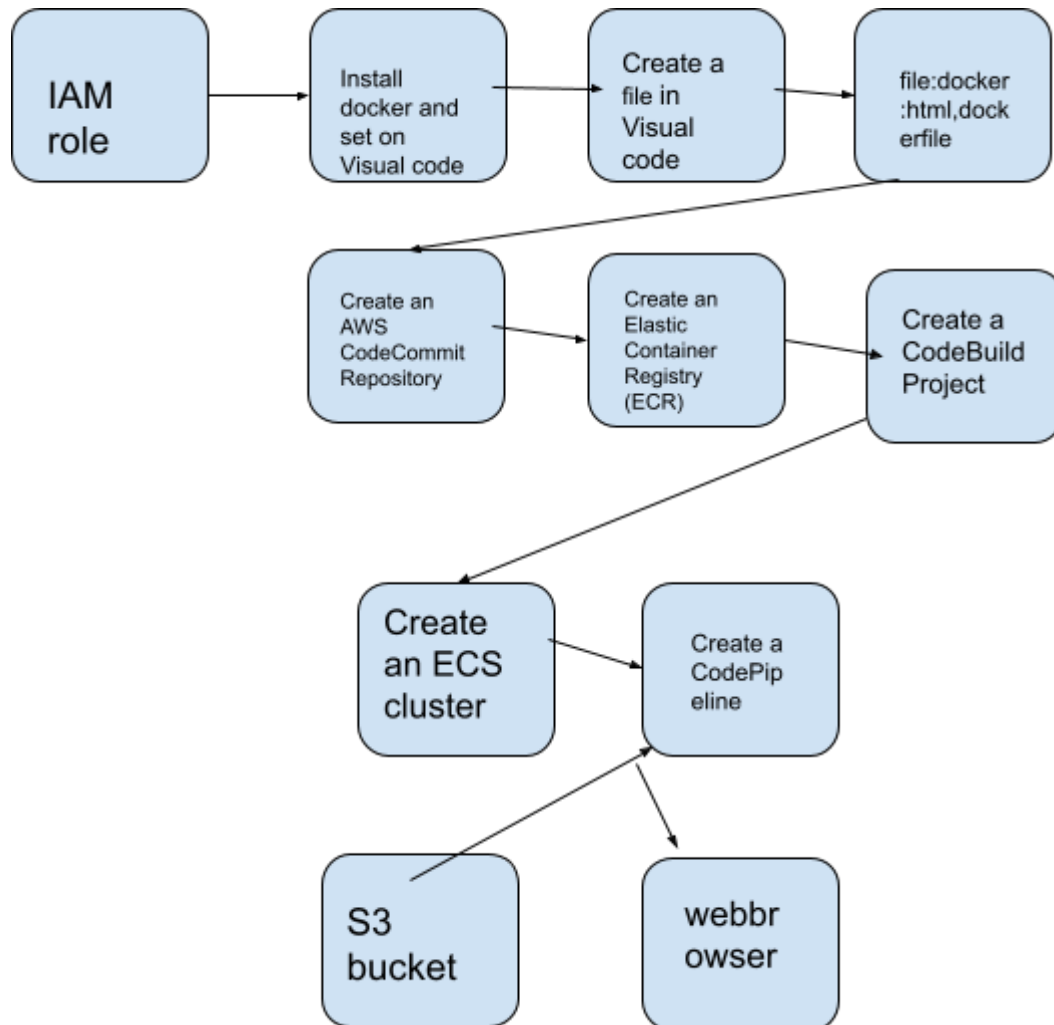 IAM
role
Install
docker and
set on
Visual code
Create a
file in
Visual
code
file:docker
:html,dock
erfile
Create an
AWS
CodeCommit
Repository
Create an
Elastic
Container
Registry
(ECR)
Create a
CodeBuild
Project
Create
an ECS
cluster
Create a
CodePip
eline
S3
bucket
webbr
owser